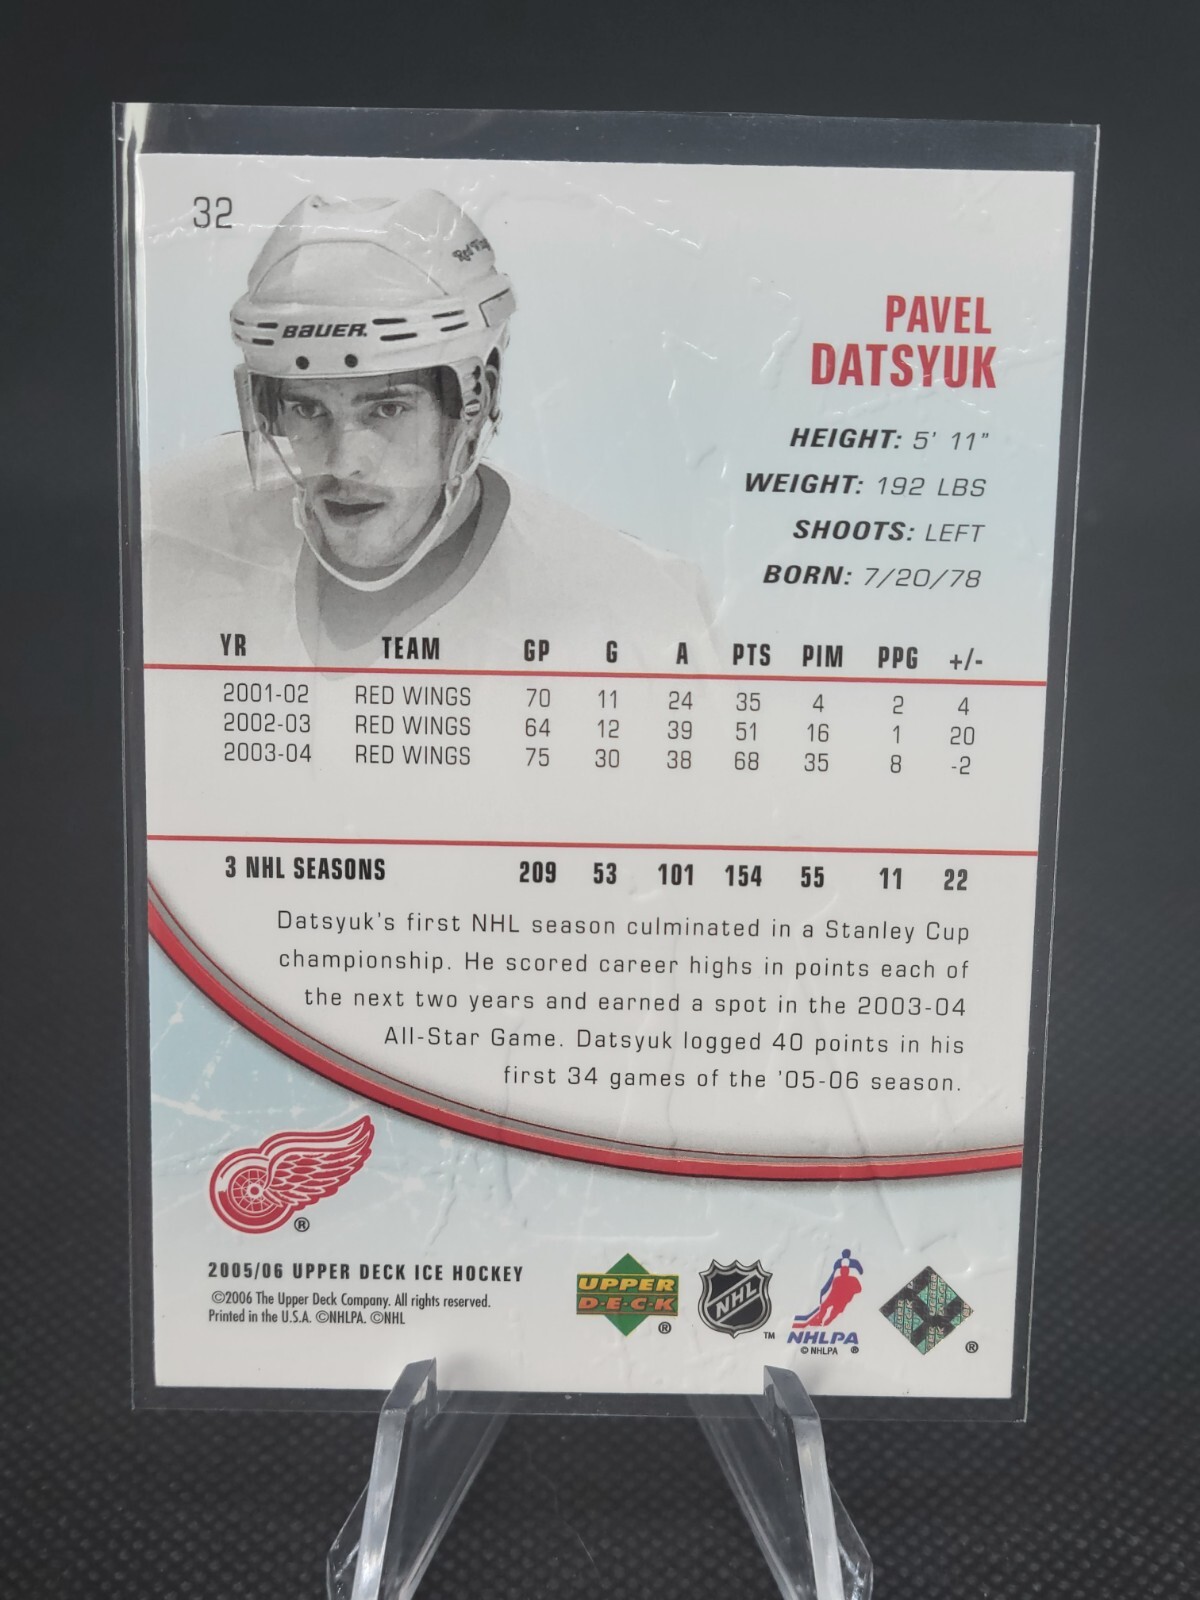 32
Red Wings
BAUER
PAVEL
DATSYUK
HEIGHT: 5' 11"
WEIGHT: 192 LBS
SHOOTS: LEFT
BORN: 7/20/78
YR TEAM GP G A PTS PIM PPG +/-
2001-02 RED WINGS 70 11 24 35 4 2 4
2002-03 RED WINGS 64 12 39 51 16 1 20
2003-04 RED WINGS 75 30 38 68 35 8 -2
3 NHL SEASONS 209 53 101 154 55 11 22
Datsyuk's first NHL season culminated in a Stanley Cup
championship. He scored career highs in points each of
the next two years and earned a spot in the 2003-04
All-Star Game. Datsyuk logged 40 points in his
first 34 games of the '05-06 season.
®
2005/06 UPPER DECK ICE HOCKEY
©2006 The Upper Deck Company. All rights reserved.
Printed in the U.S.A. ©NHLPA. ©NHL
UPPER
D·E·C·K
®
NHL
™
NHLPA
© NHLPA ®
®